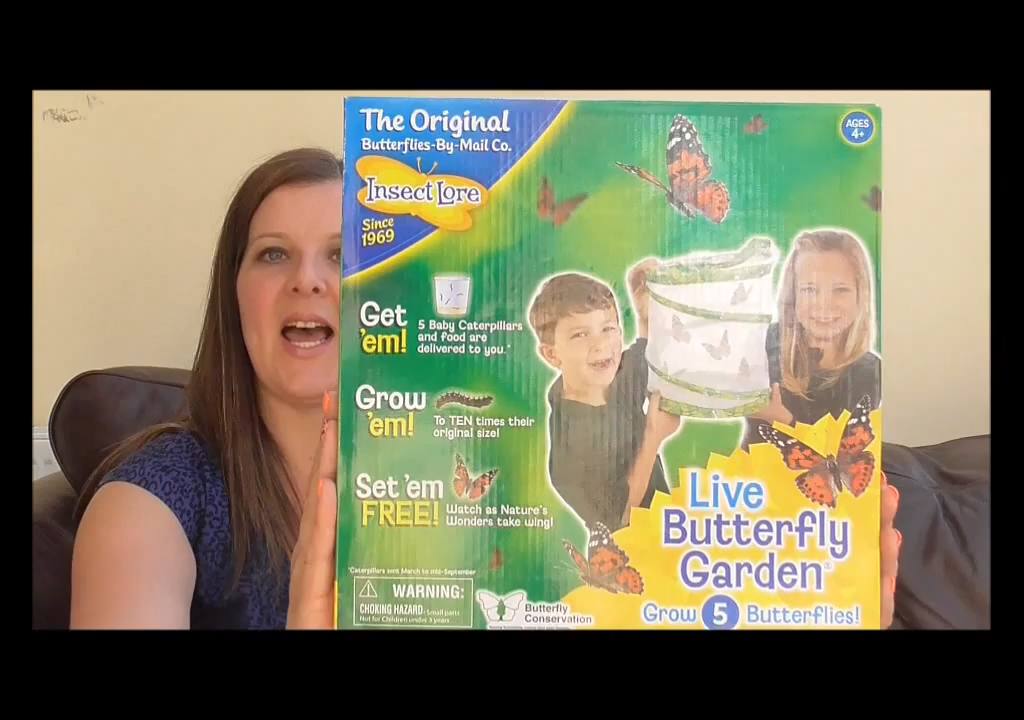 The Original
Butterflies-By-Mail Co.
Insect Lore
Since
1969
AGES
4+
Get
'em!
5 Baby Caterpillars
and food are
delivered to you.*
Grow
'em!
To TEN times their
original size!
Set 'em
FREE!
Watch as Nature's
Wonders take wing!
*Caterpillars sent March to mid-September
WARNING:
CHOKING HAZARD-Small parts
Not for Children under 3 years
Butterfly
Conservation
Live
Butterfly
Garden®
Grow 5 Butterflies!